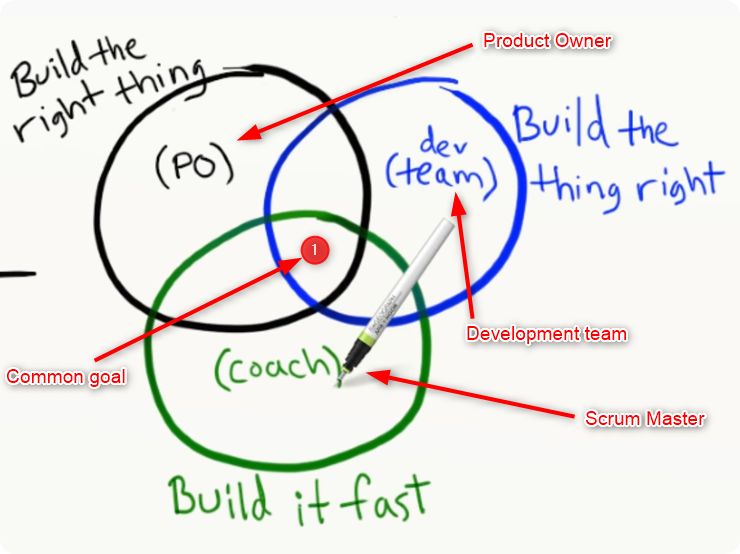 Build the
right thing
(PO)
Product Owner
dev
(team)
Build the
thing right
1
Common goal
Development team
(coach)
Scrum Master
Build it fast